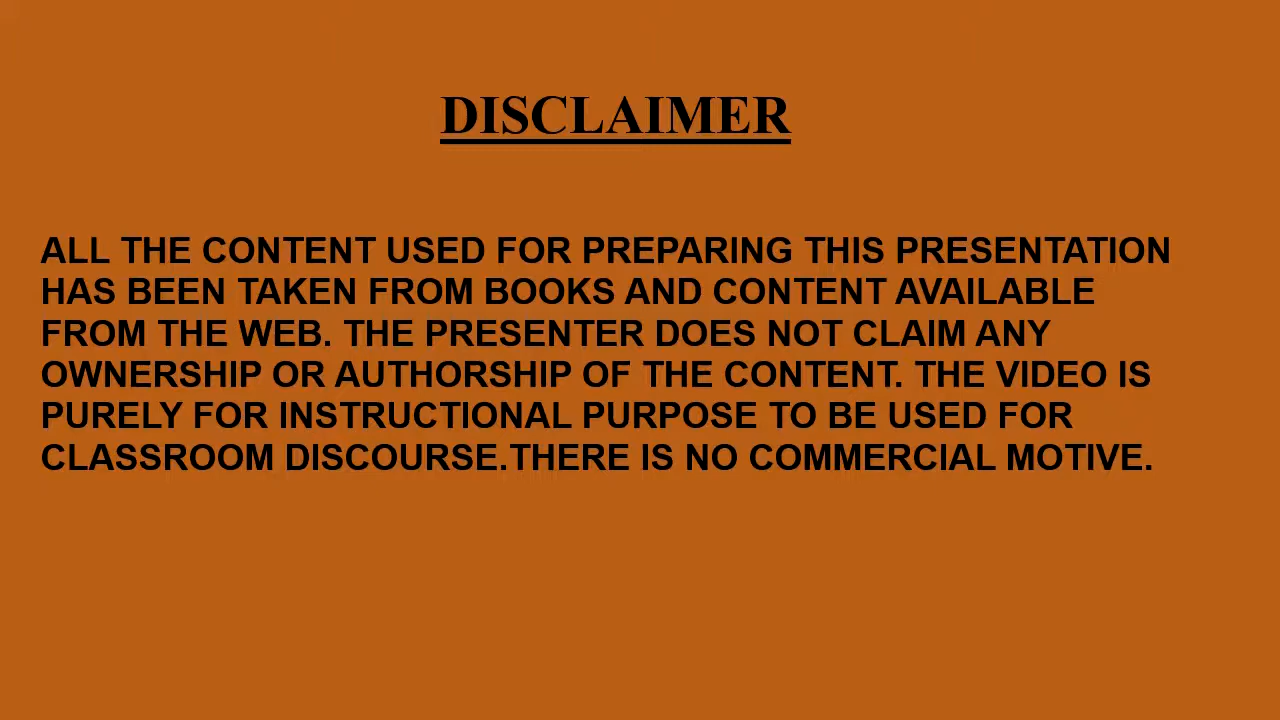 DISCLAIMER
ALL THE CONTENT USED FOR PREPARING THIS PRESENTATION
HAS BEEN TAKEN FROM BOOKS AND CONTENT AVAILABLE
FROM THE WEB. THE PRESENTER DOES NOT CLAIM ANY
OWNERSHIP OR AUTHORSHIP OF THE CONTENT. THE VIDEO IS
PURELY FOR INSTRUCTIONAL PURPOSE TO BE USED FOR
CLASSROOM DISCOURSE.THERE IS NO COMMERCIAL MOTIVE.